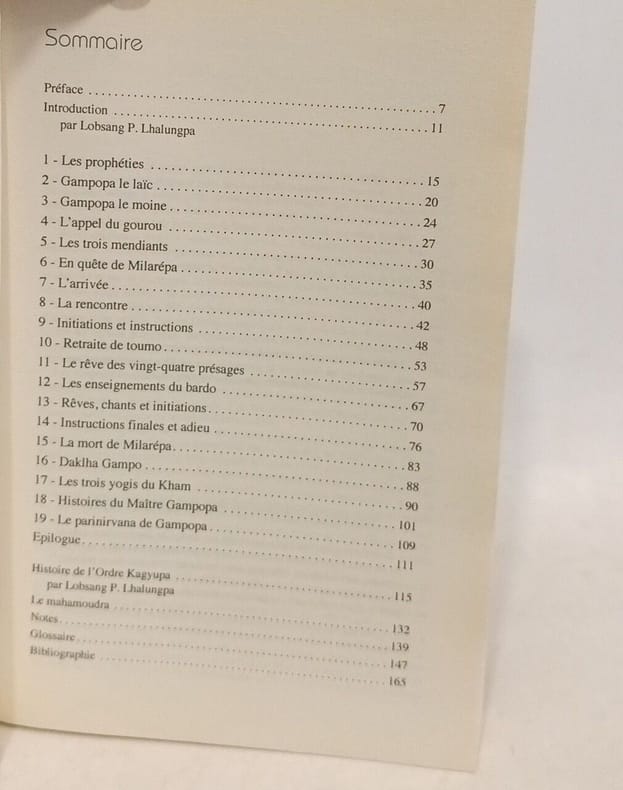 Sommaire
Préface . . . . . . . . . . . . . . . . . . . . 7
Introduction . . . . . . . . . . . . . . . . . . . . 11
par Lobsang P. Lhalungpa
1 - Les prophéties . . . . . . . . . . . . . . . . . . . . 15
2 - Gampopa le laïc . . . . . . . . . . . . . . . . . . . . 20
3 - Gampopa le moine . . . . . . . . . . . . . . . . . . . . 24
4 - L'appel du gourou . . . . . . . . . . . . . . . . . . . . 27
5 - Les trois mendiants . . . . . . . . . . . . . . . . . . . . 30
6 - En quête de Milarépa . . . . . . . . . . . . . . . . . . . . 35
7 - L'arrivée . . . . . . . . . . . . . . . . . . . . 40
8 - La rencontre . . . . . . . . . . . . . . . . . . . . 42
9 - Initiations et instructions . . . . . . . . . . . . . . . . . . . . 48
10 - Retraite de toumo . . . . . . . . . . . . . . . . . . . . 53
11 - Le rêve des vingt-quatre présages . . . . . . . . . . . . . . . . . . . . 57
12 - Les enseignements du bardo . . . . . . . . . . . . . . . . . . . . 67
13 - Rêves, chants et initiations . . . . . . . . . . . . . . . . . . . . 70
14 - Instructions finales et adieu . . . . . . . . . . . . . . . . . . . . 76
15 - La mort de Milarépa . . . . . . . . . . . . . . . . . . . . 83
16 - Daklha Gampo . . . . . . . . . . . . . . . . . . . . 88
17 - Les trois yogis du Kham . . . . . . . . . . . . . . . . . . . . 90
18 - Histoires du Maître Gampopa . . . . . . . . . . . . . . . . . . . . 101
19 - Le parinirvana de Gampopa . . . . . . . . . . . . . . . . . . . . 109
Epilogue . . . . . . . . . . . . . . . . . . . . 111
Histoire de l'Ordre Kagyupa . . . . . . . . . . . . . . . . . . . . 115
par Lobsang P. Lhalungpa
Le mahamoudra . . . . . . . . . . . . . . . . . . . . 132
Notes . . . . . . . . . . . . . . . . . . . . 139
Glossaire . . . . . . . . . . . . . . . . . . . . 147
Bibliographie . . . . . . . . . . . . . . . . . . . . 165